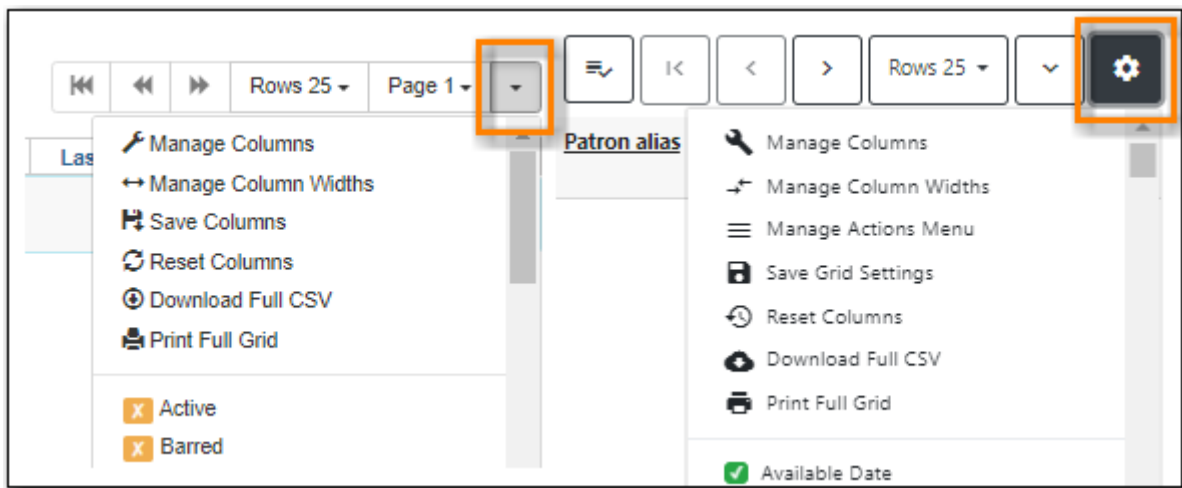 Rows 25
Page 1
Las
Manage Columns
Manage Column Widths
Save Columns
Reset Columns
Download Full CSV
Print Full Grid
X Active
X Barred
Rows 25
Patron alias
Manage Columns
Manage Column Widths
Manage Actions Menu
Save Grid Settings
Reset Columns
Download Full CSV
Print Full Grid
Available Date